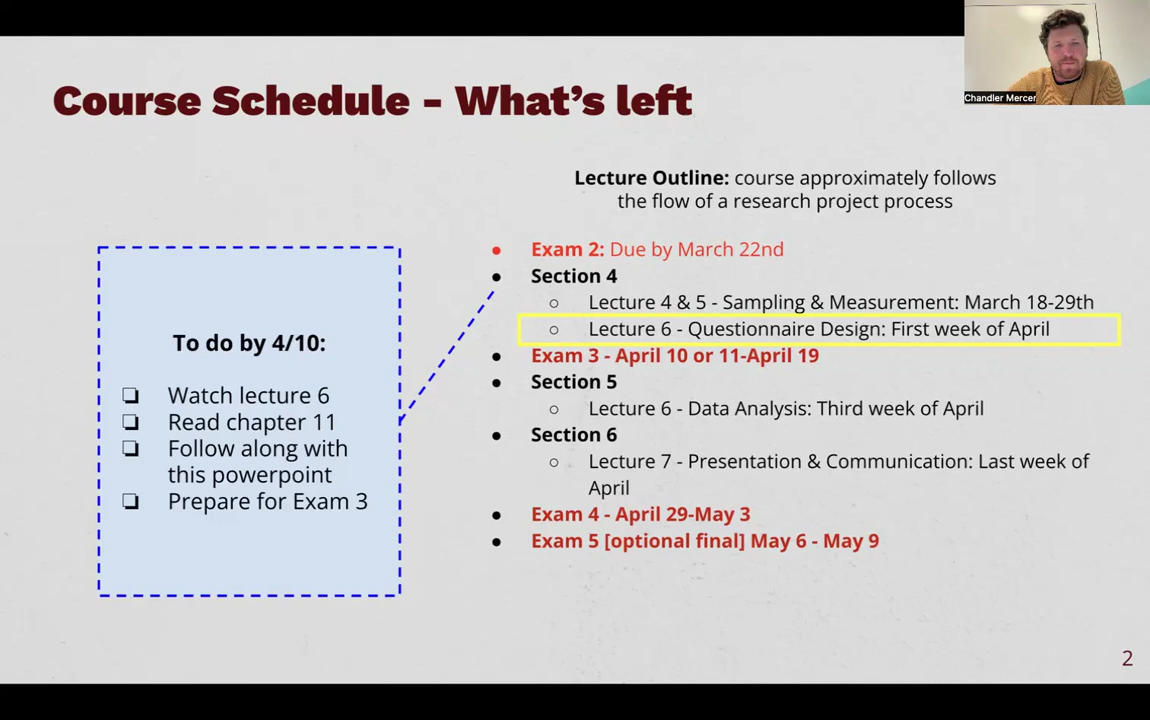 Course Schedule - What's left
Chandler Mercer
Lecture Outline: course approximately follows
the flow of a research project process
To do by 4/10:
❏ Watch lecture 6
❏ Read chapter 11
❏ Follow along with
this powerpoint
❏ Prepare for Exam 3
● Exam 2: Due by March 22nd
● Section 4
○ Lecture 4 & 5 - Sampling & Measurement: March 18-29th
○ Lecture 6 - Questionnaire Design: First week of April
● Exam 3 - April 10 or 11-April 19
● Section 5
○ Lecture 6 - Data Analysis: Third week of April
● Section 6
○ Lecture 7 - Presentation & Communication: Last week of
April
● Exam 4 - April 29-May 3
● Exam 5 [optional final] May 6 - May 9
2